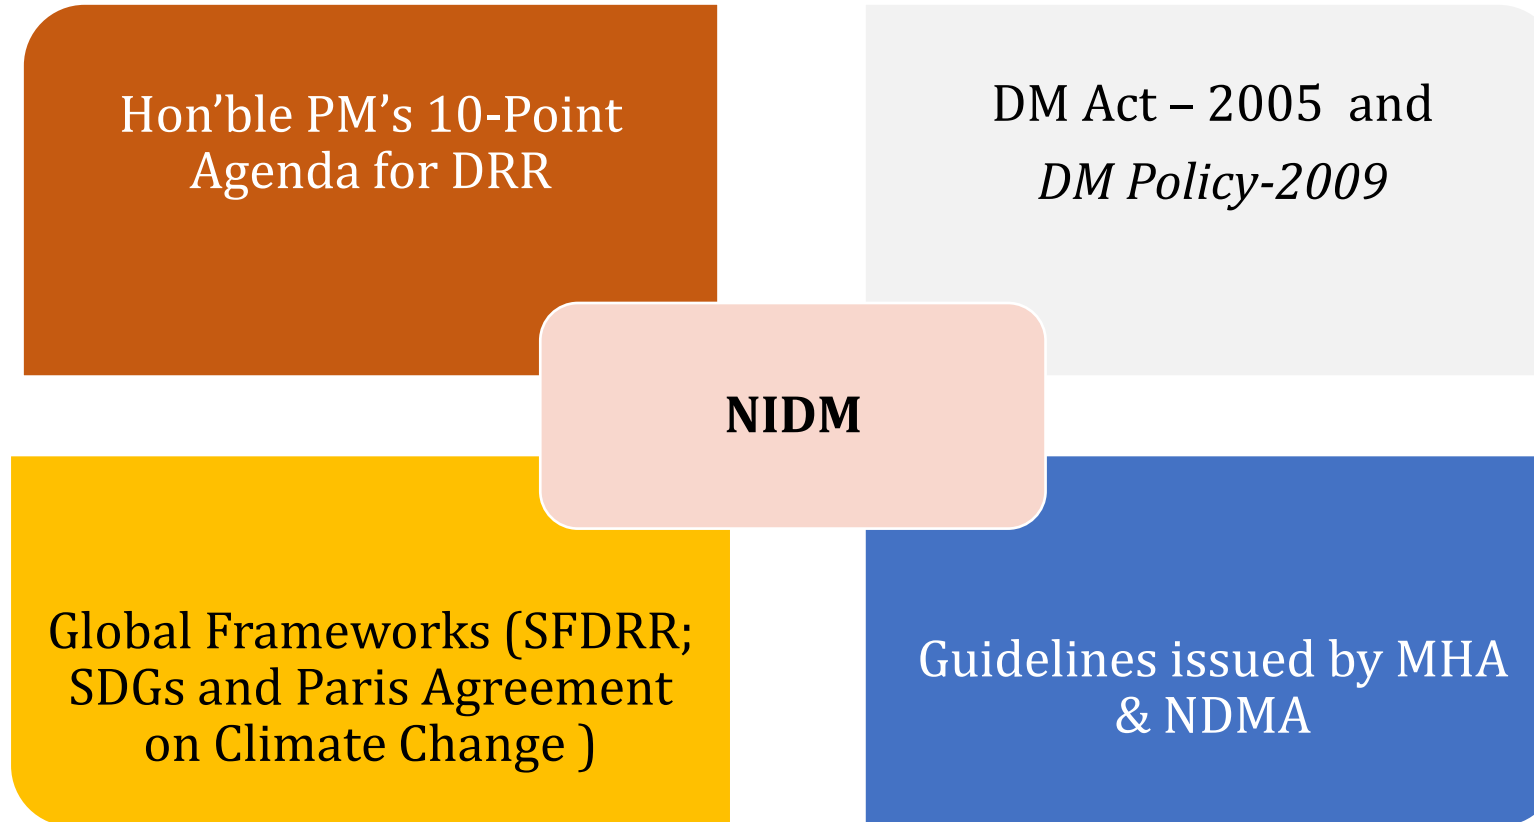 Hon’ble PM’s 10-Point
Agenda for DRR
DM Act – 2005 and
DM Policy-2009
NIDM
Global Frameworks (SFDRR;
SDGs and Paris Agreement
on Climate Change )
Guidelines issued by MHA
& NDMA